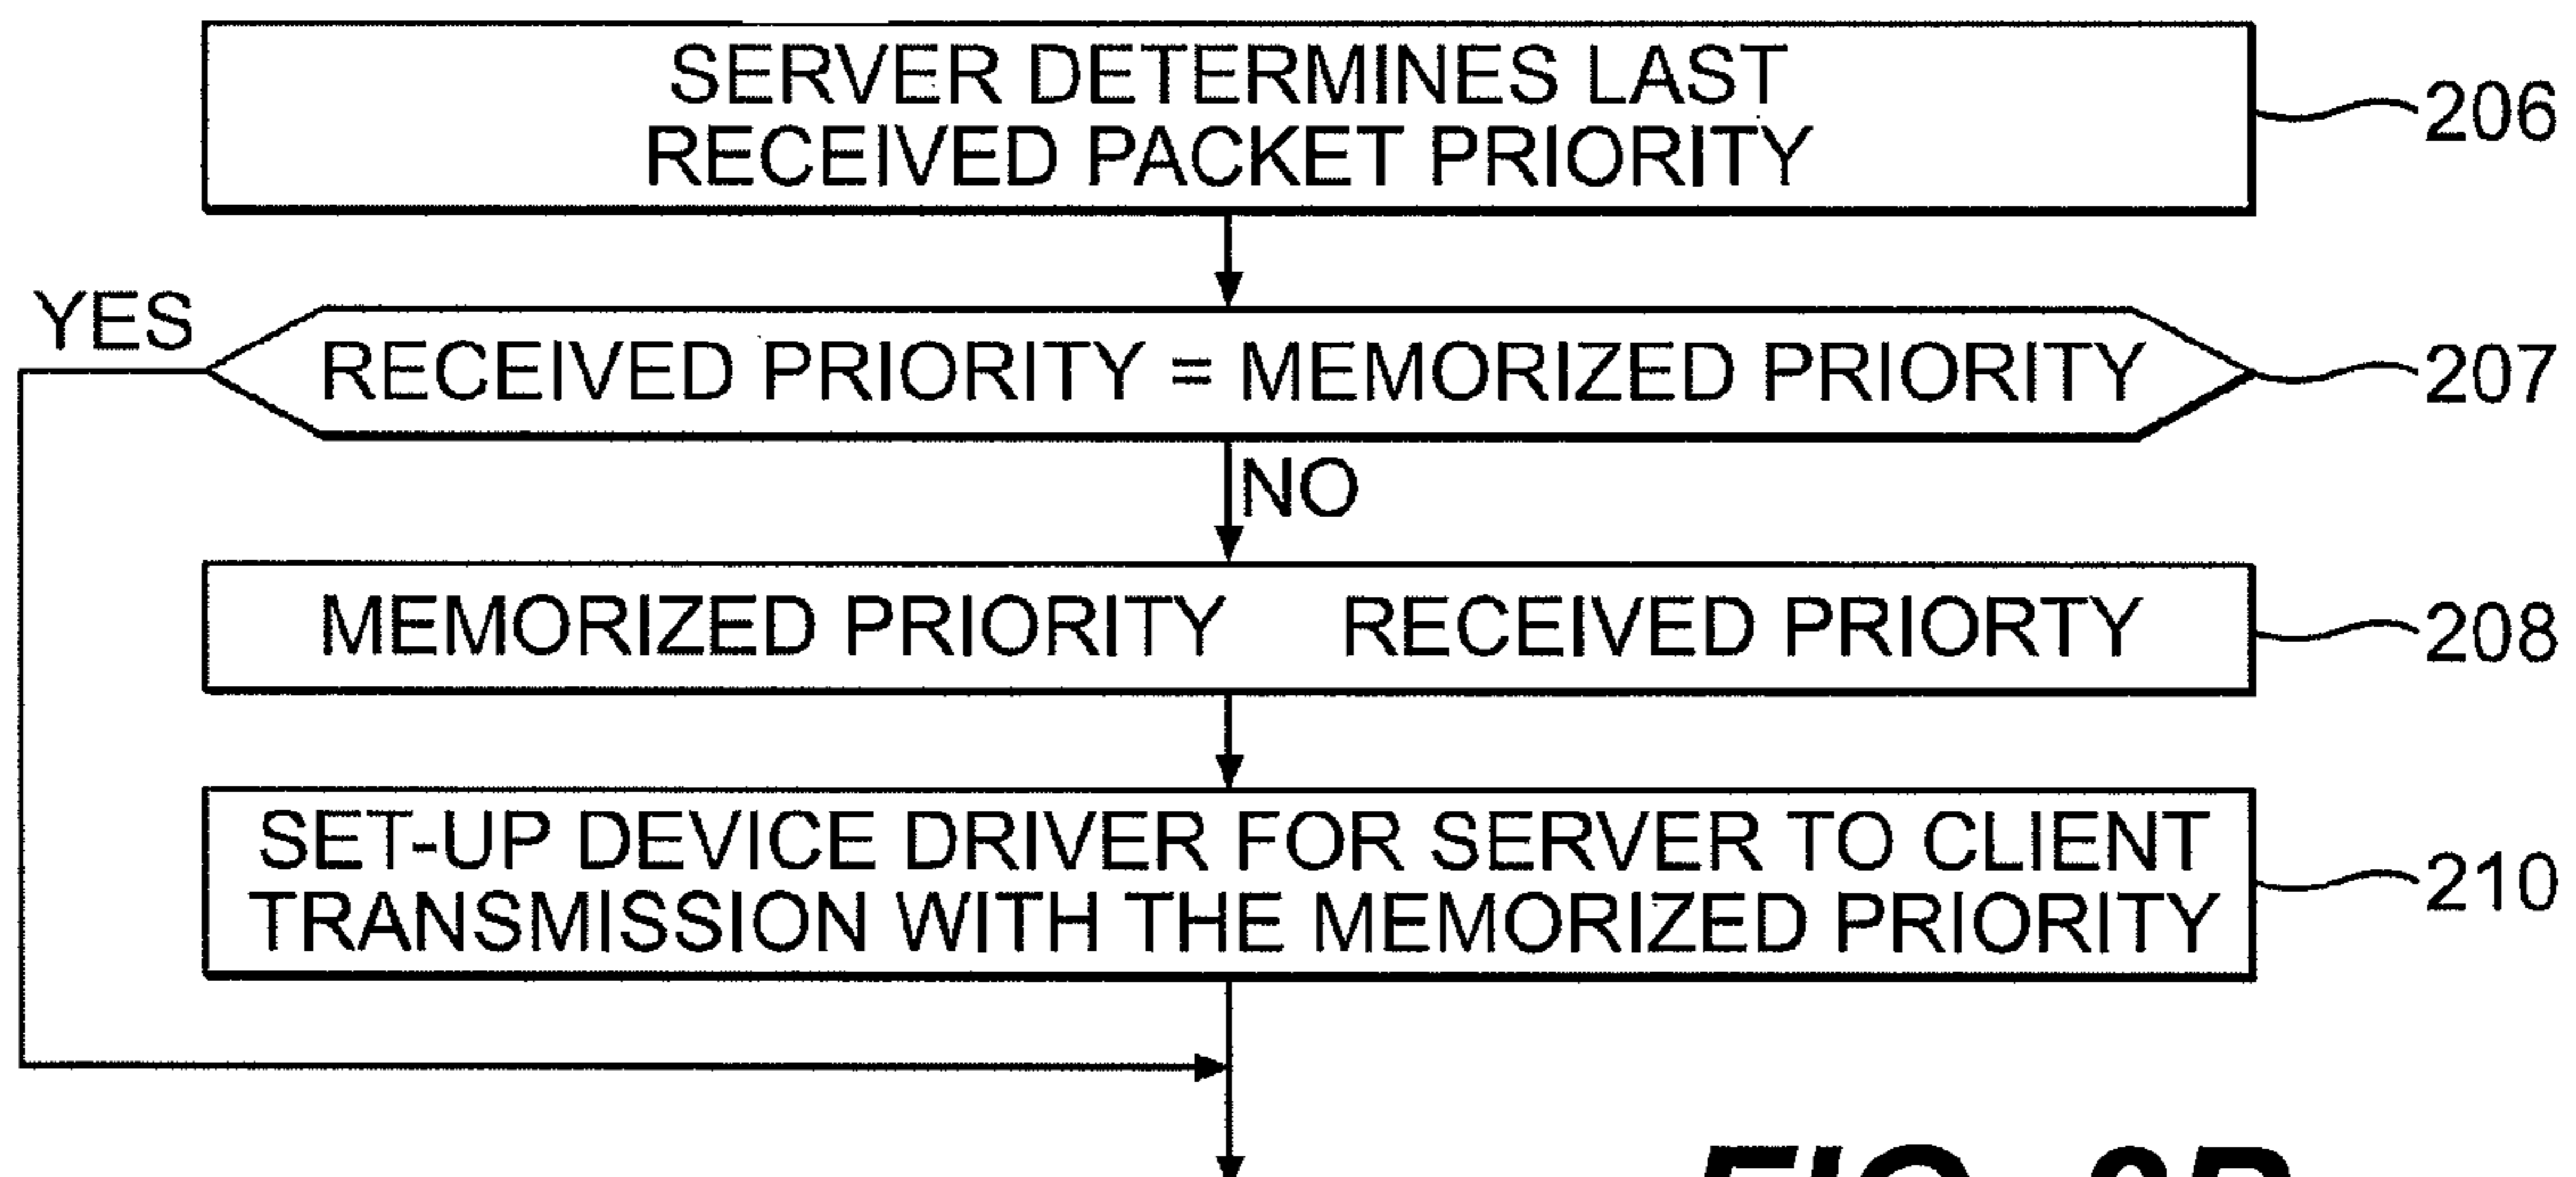 SERVER DETERMINES LAST
RECEIVED PACKET PRIORITY
206
YES
RECEIVED PRIORITY = MEMORIZED PRIORITY
207
NO
MEMORIZED PRIORITY RECEIVED PRIORTY
208
SET-UP DEVICE DRIVER FOR SERVER TO CLIENT
TRANSMISSION WITH THE MEMORIZED PRIORITY
210